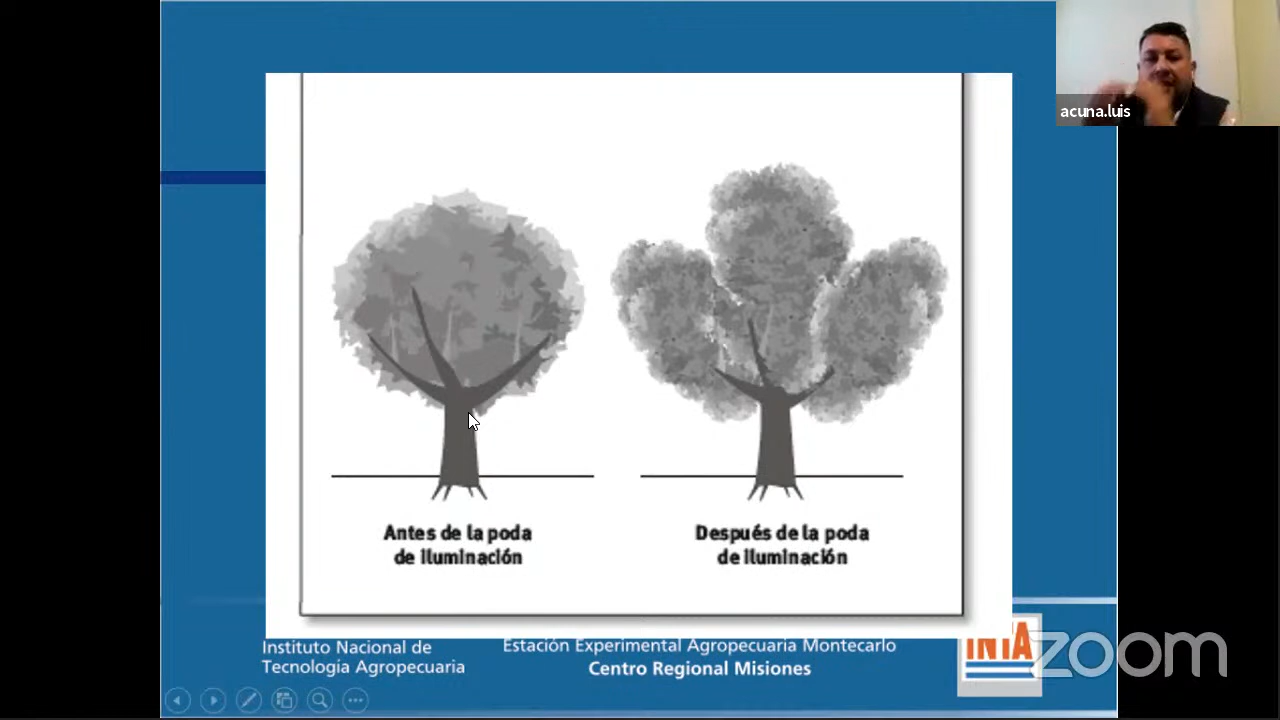 acuna.luis
Antes de la poda
de iluminación
Después de la poda
de iluminación
Instituto Nacional de
Tecnología Agropecuaria
Estación Experimental Agropecuaria Montecarlo
Centro Regional Misiones
INTA
zoom